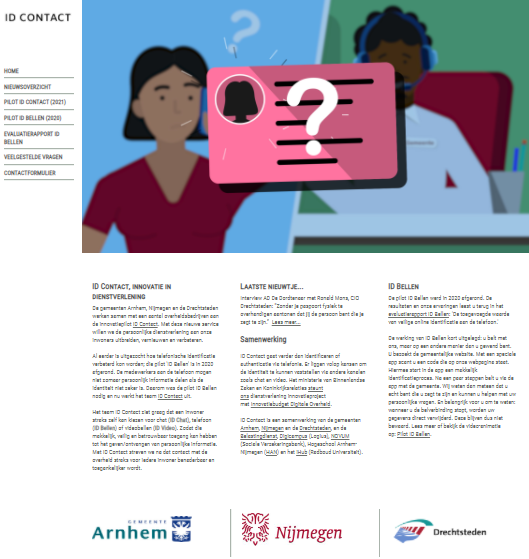 ID CONTACT
HOME
NIEUWSOVERZICHT
PILOT ID CONTACT (2021)
PILOT ID BELLEN (2020)
EVALUATIERAPPORT ID
BELLEN
VEELGESTELDE VRAGEN
CONTACTFORMULIER
?
?
ID CONTACT, INNOVATIE IN
DIENSTVERLENING
De gemeenten Arnhem, Nijmegen en de Drechtsteden
werken samen met een aantal overheidsbedrijven aan
de innovatiepilot ID Contact. Met deze nieuwe service
willen we de persoonlijke dienstverlening aan onze
inwoners uitbreiden, vernieuwen en verbeteren.
Al eerder is uitgezocht hoe telefonische identificatie
verbeterd kan worden; die pilot 'ID Bellen' is in 2020
afgerond. De medewerkers aan de telefoon mogen
niet zomaar persoonlijk informatie delen als de
identiteit niet zeker is. Daarom was de pilot ID Bellen
nodig en nu werkt het team ID Contact uit.
Het team ID Contact ziet graag dat een inwoner
straks zelf kan kiezen voor chat (ID Chat), telefoon
(ID Bellen) of videobellen (ID Video). Zodat die
makkelijk, veilig en betrouwbaar toegang kan hebben
tot het geven/ontvangen van persoonlijke informatie.
Met ID Contact streven we na dat contact met de
overheid straks voor iedere inwoner benaderbaar en
toegankelijker wordt.
LAATSTE NIEUWTJE...
Interview AD De Dordtenaar met Ronald Mons, CIO
Drechtsteden: "Zonder je paspoort fysiek te
overhandigen aantonen dat jij de persoon bent die je
zegt te zijn." Lees meer...
Samenwerking
ID Contact gaat verder dan identificeren of
authenticatie via telefonie. Er liggen volop kansen om
de identiteit te kunnen vaststellen via andere kanalen
zoals chat en video. Het ministerie van Binnenlandse
Zaken en Koninkrijksrelaties steunt
ons dienstverlening innovatieproject
met Innovatiebudget Digitale Overheid.
ID Contact is een samenwerking van de gemeenten
Arnhem, Nijmegen en de Drechtsteden, en de
Belastingdienst, Digicampus (Logius), NOVUM
(Sociale Verzekeringsbank), Hogeschool Arnhem
Nijmegen (HAN) en het iHub (Radboud Universiteit).
ID BELLEN
De pilot ID Bellen werd in 2020 afgerond. De
resultaten en onze ervaringen leest u terug in het
evaluatierapport ID Bellen: 'De toegevoegde waarde
van veilige online identificatie aan de telefoon'.
De werking van ID Bellen kort uitgelegd: u belt met
ons, maar op een andere manier dan u gewend bent.
U bezoekt de gemeentelijke website. Met een speciale
app scant u een code die op onze webpagina staat.
Hiermee start in de app een makkelijk
identificatieproces. Na een paar stappen belt u via de
app met de gemeente. Wij weten dan meteen dat u
echt bent die u zegt te zijn en kunnen u helpen met uw
persoonlijke vragen. En belangrijk voor u om te weten:
wanneer u de belverbinding stopt, worden uw
gegevens direct verwijderd. Deze blijven dus niet
bewaard. Lees meer of bekijk de videoanimatie
op: Pilot ID Bellen.
GEMEENTE
Arnhem
Nijmegen
Drechtsteden